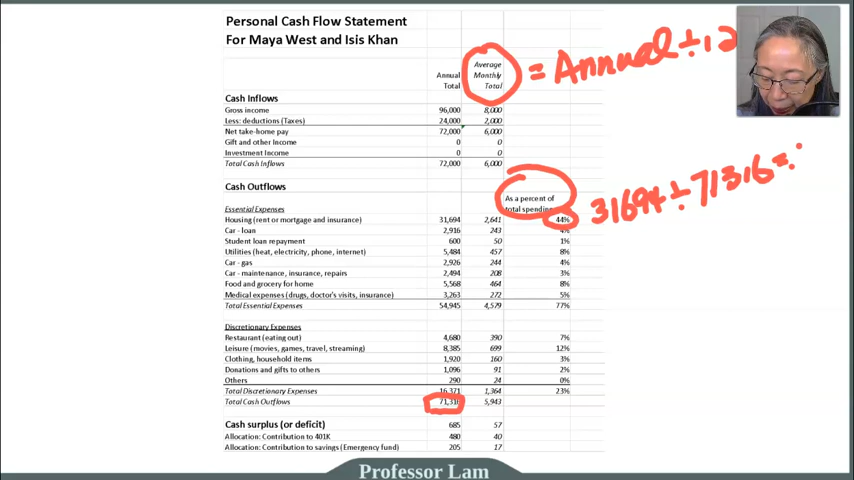 Personal Cash Flow Statement
For Maya West and Isis Khan
Annual Total Average Monthly Total = Annual ÷ 12
Cash Inflows
Gross income 96,000 8,000
Less: deductions (Taxes) 24,000 2,000
Net take-home pay 72,000 6,000
Gift and other Income 0 0
Investment Income 0 0
Total Cash Inflows 72,000 6,000
Cash Outflows
As a percent of total spending
Essential Expenses
Housing (rent or mortgage and insurance) 31,694 2,641 44% 31694 ÷ 71316 = .
Car - loan 2,916 243 4%
Student loan repayment 600 50 1%
Utilities (heat, electricity, phone, internet) 5,484 457 8%
Car - gas 2,926 244 4%
Car - maintenance, insurance, repairs 2,494 208 3%
Food and grocery for home 5,568 464 8%
Medical expenses (drugs, doctor's visits, insurance) 3,263 272 5%
Total Essential Expenses 54,945 4,579 77%
Discretionary Expenses
Restaurant (eating out) 4,680 390 7%
Leisure (movies, games, travel, streaming) 8,385 699 12%
Clothing, household items 1,920 160 3%
Donations and gifts to others 1,096 91 2%
Others 290 24 0%
Total Discretionary Expenses 16,371 1,364 23%
Total Cash Outflows 71,316 5,943
Cash surplus (or deficit) 685 57
Allocation: Contribution to 401K 480 40
Allocation: Contribution to savings (Emergency fund) 205 17
Professor Lam